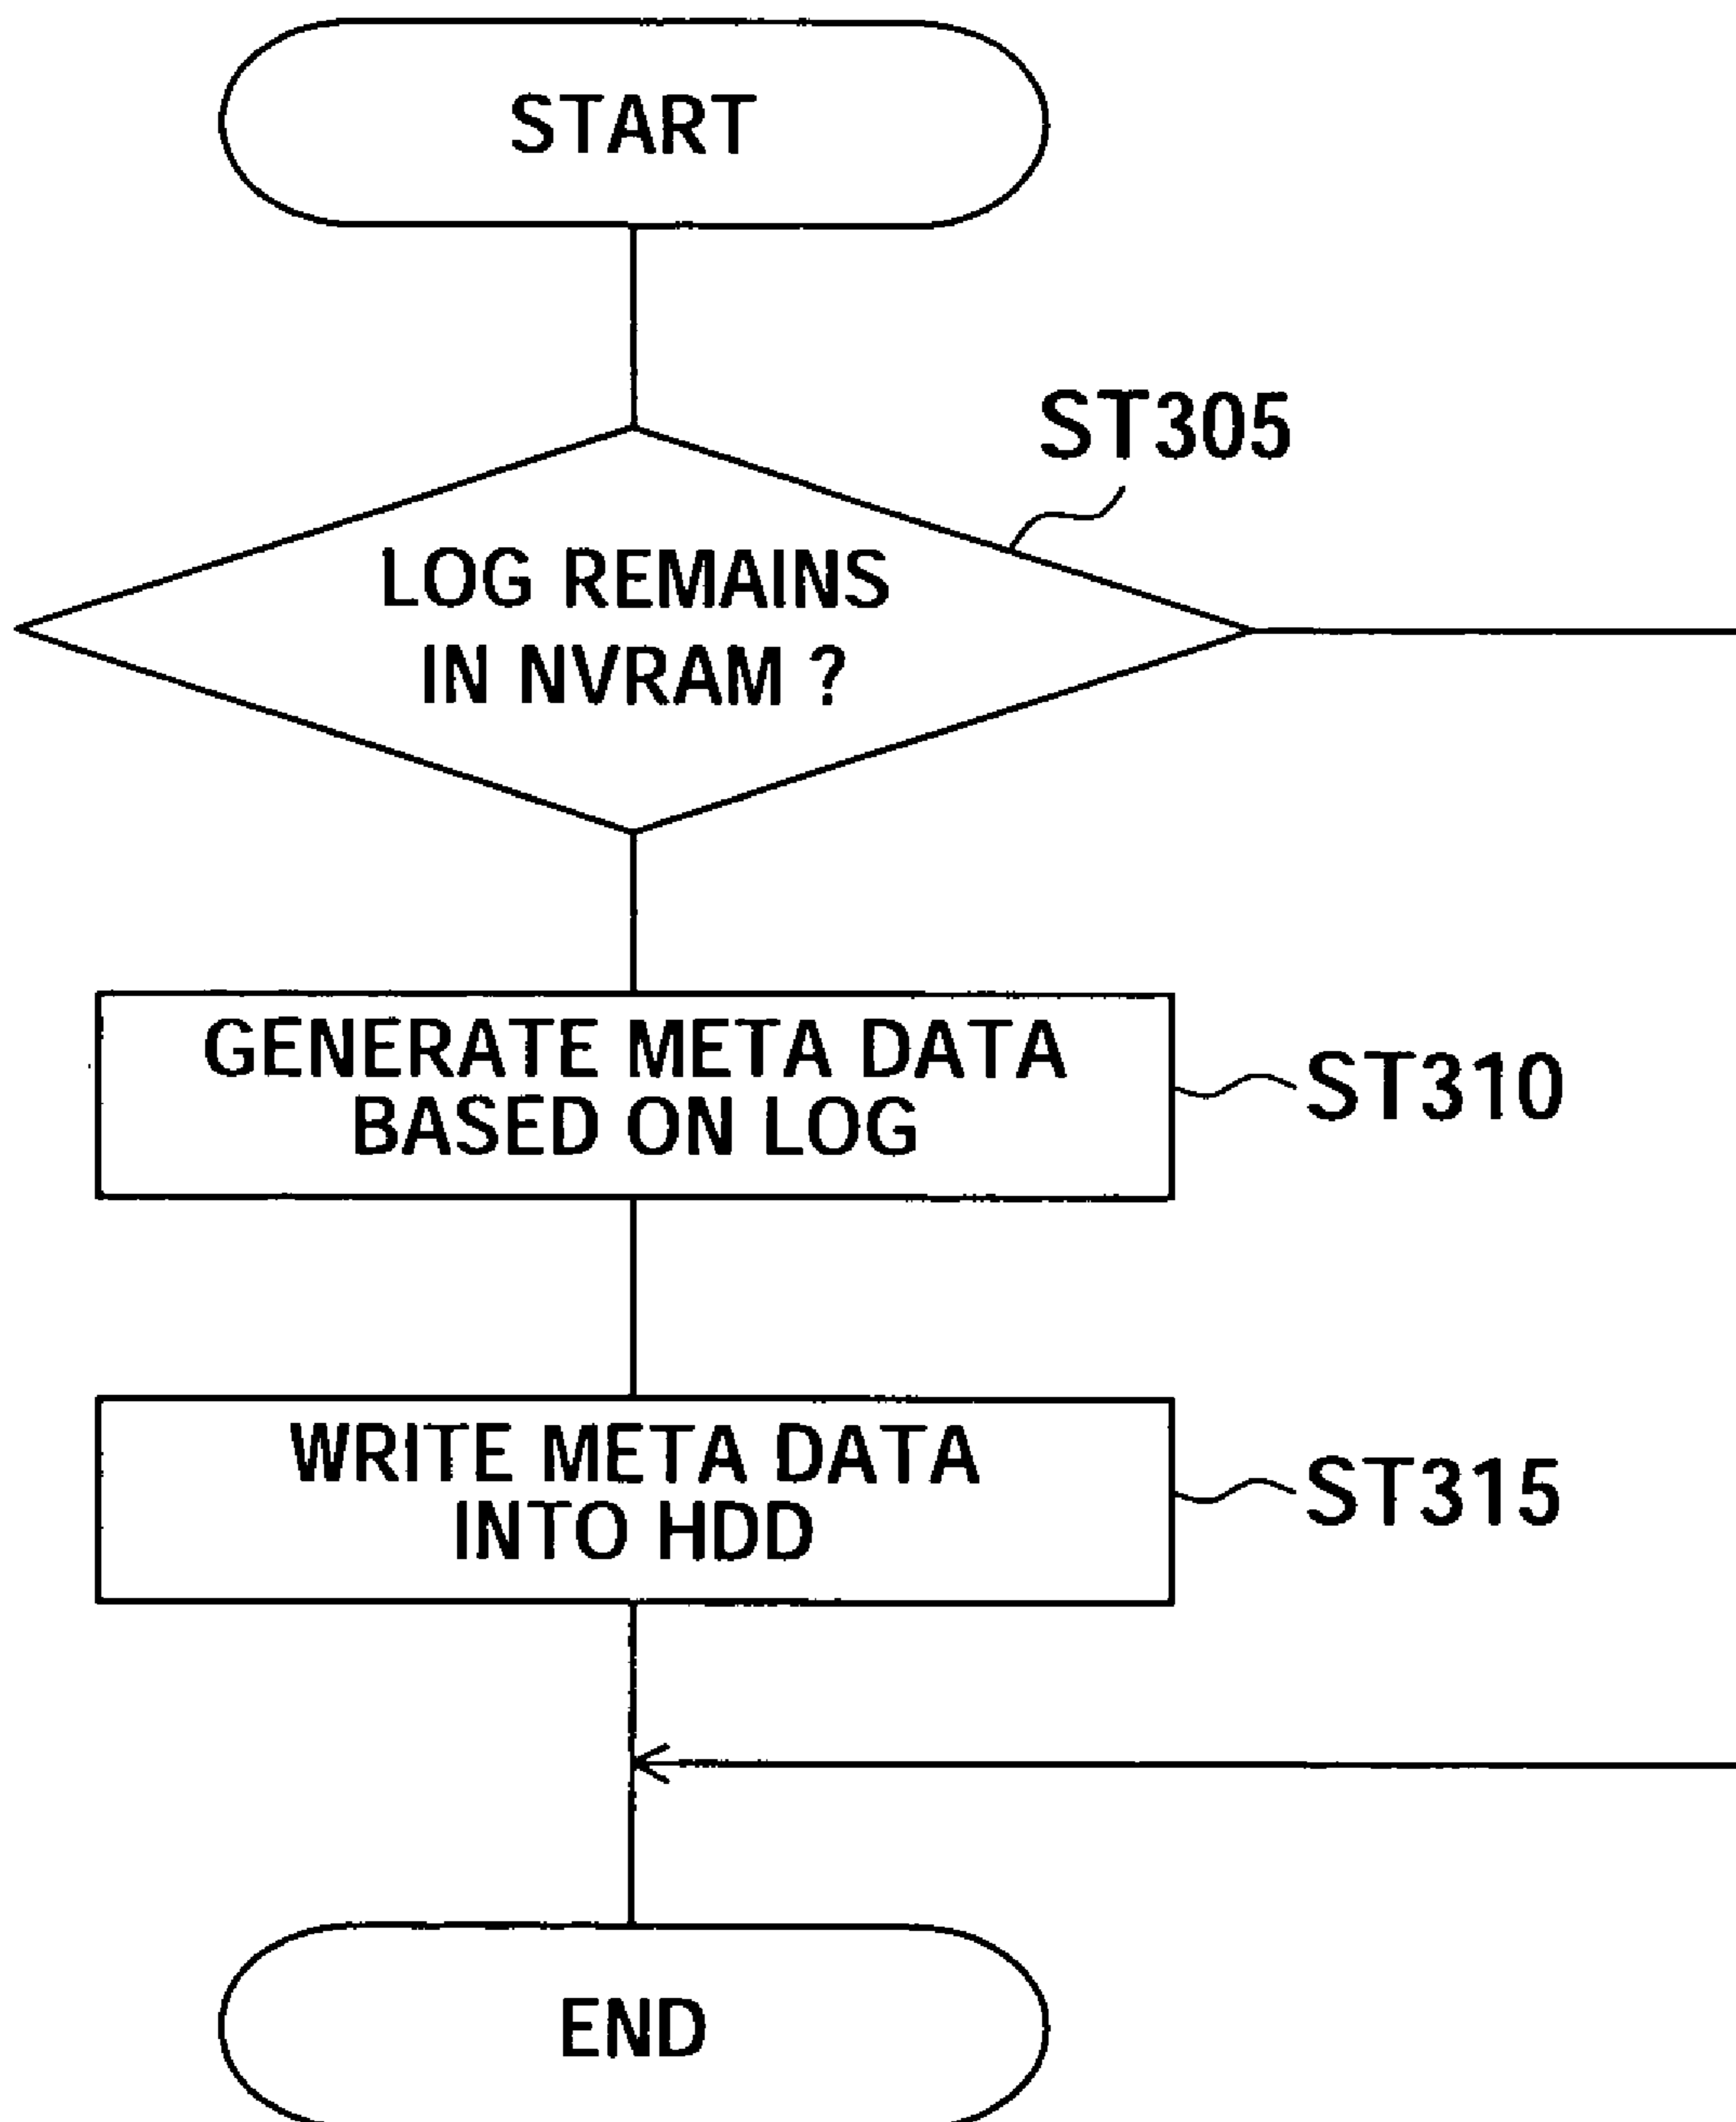 START
ST305
LOG REMAINS
IN NVRAM ?
GENERATE META DATA
BASED ON LOG
ST310
WRITE META DATA
INTO HDD
ST315
END